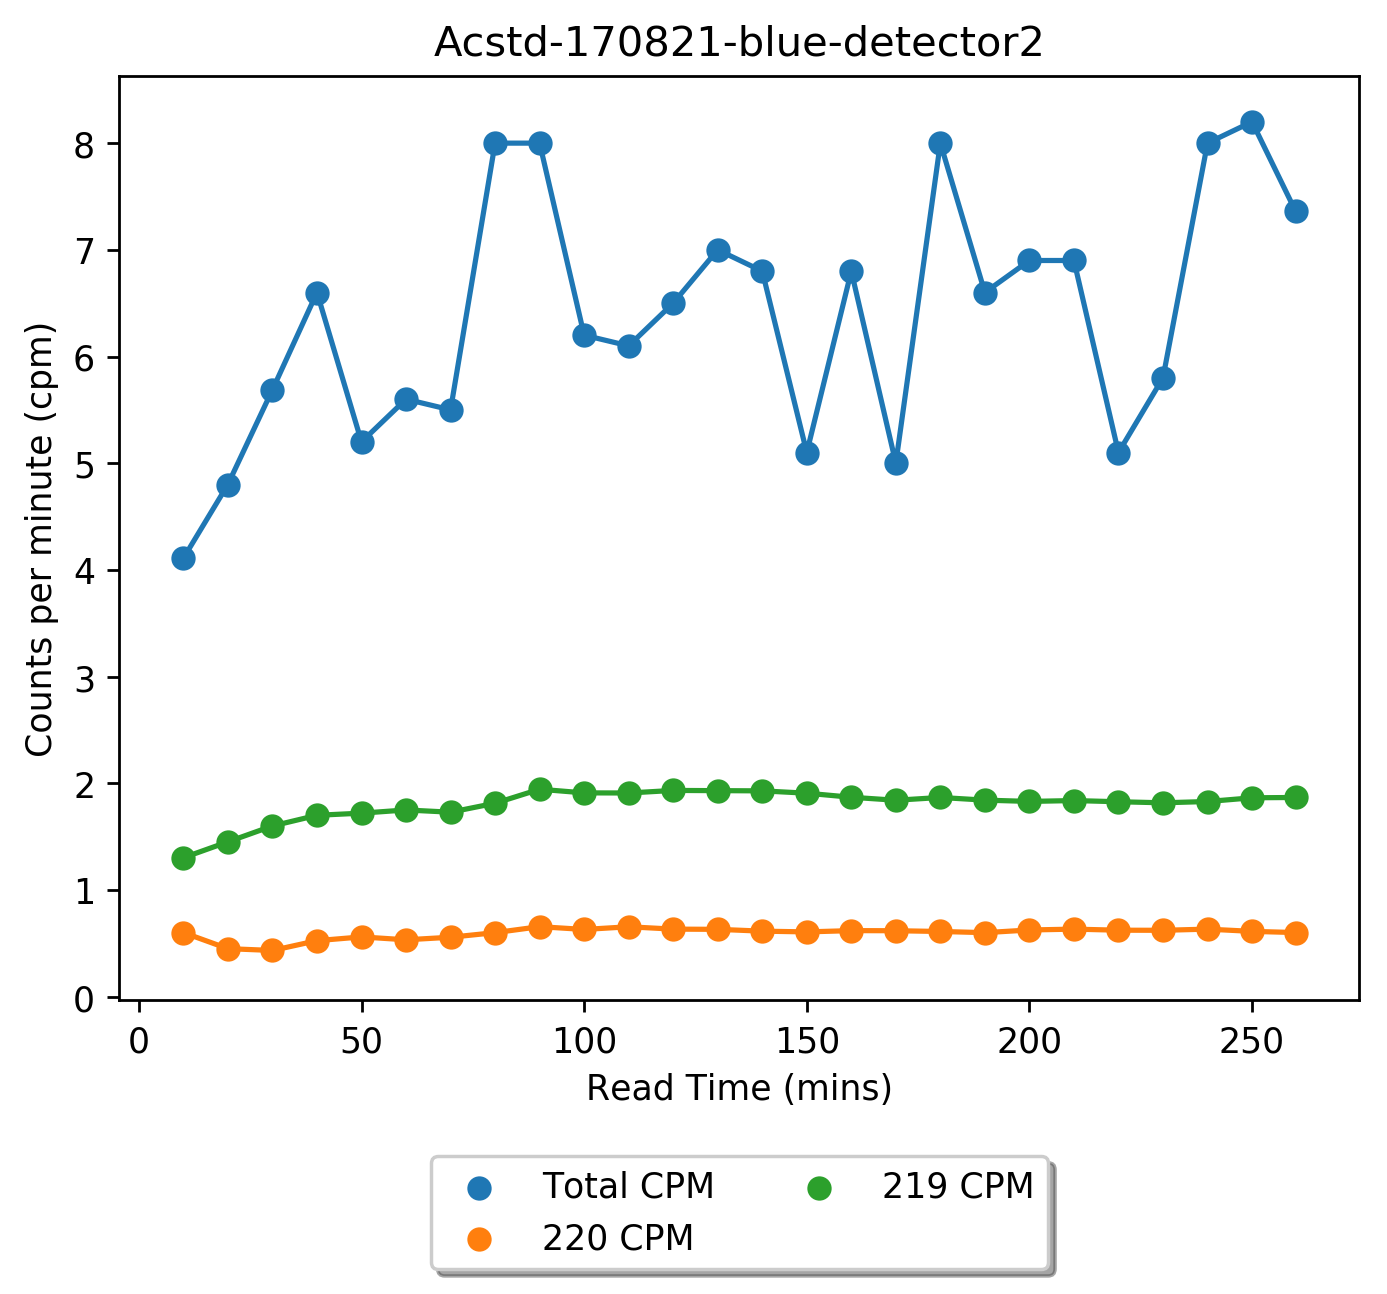 Acstd-170821-blue-detector2
Counts per minute (cpm)
8
7
6
5
4
3
2
1
0
0 50 100 150 200 250
Read Time (mins)
Total CPM 219 CPM
220 CPM